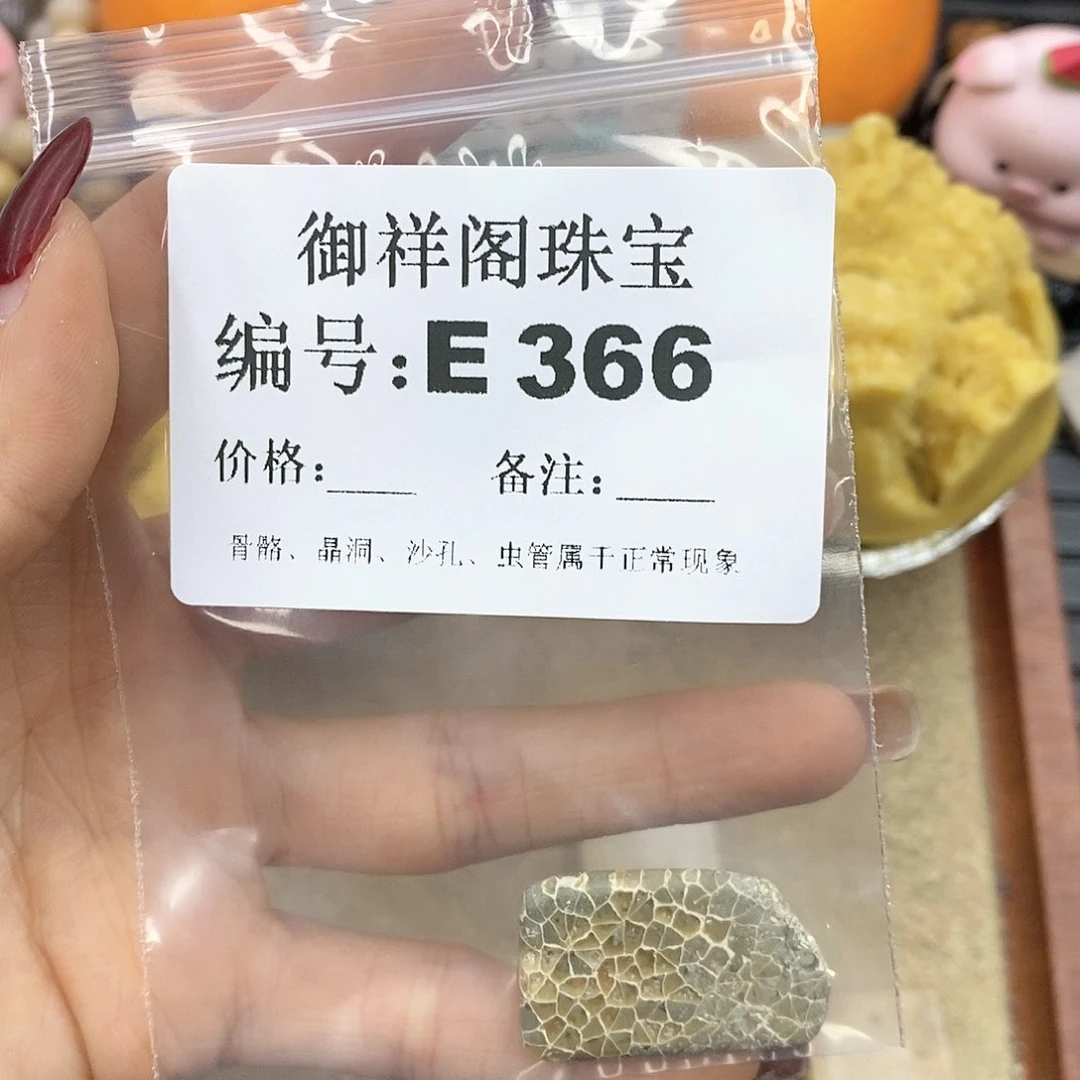 御祥阁珠宝
编号:E 366
价格:____ 备注:____
骨骼、晶洞、沙孔、虫管属于正常现象